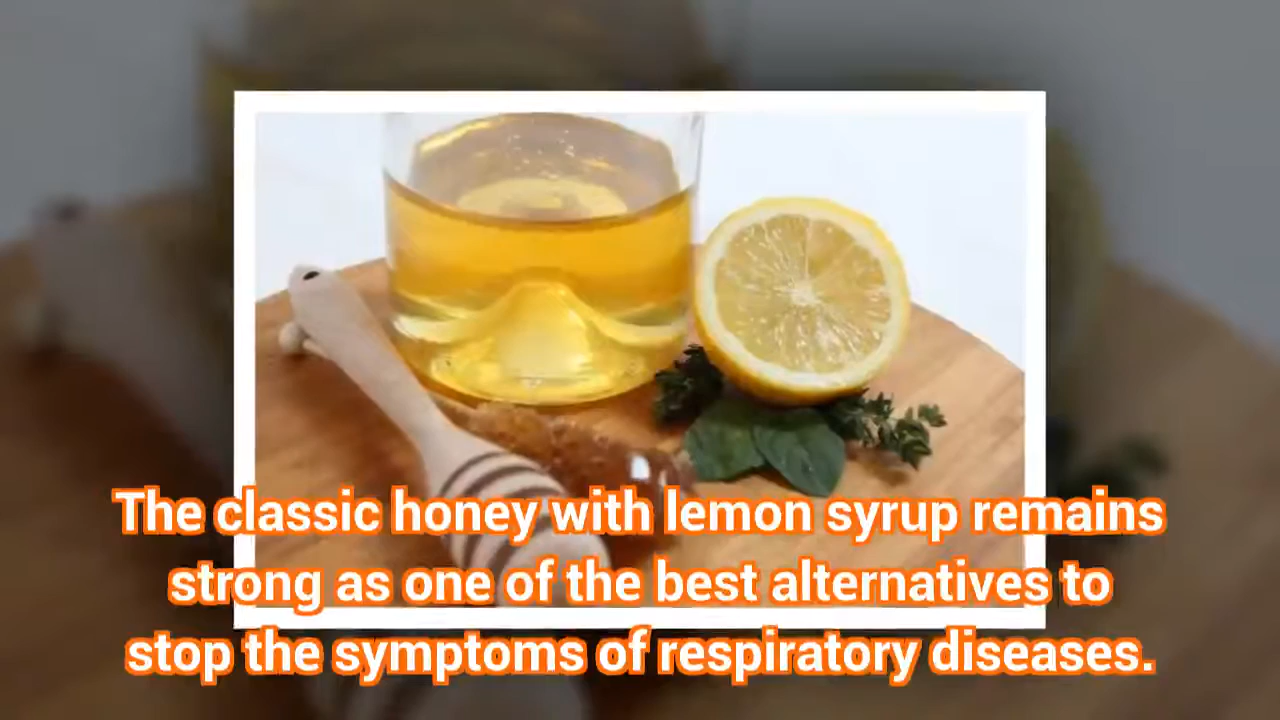 The classic honey with lemon syrup remains
strong as one of the best alternatives to
stop the symptoms of respiratory diseases.